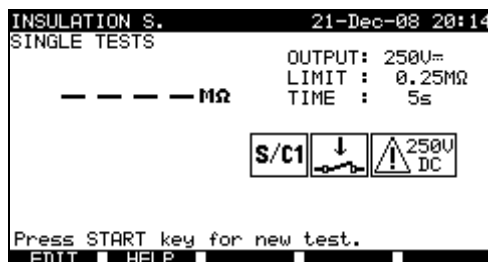 INSULATION S. 21-Dec-08 20:14
SINGLE TESTS
OUTPUT: 250V⎓
LIMIT : 0.25MΩ
– – – – MΩ TIME : 5s
S/C1 250V
DC
Press START key for new test.
EDIT HELP